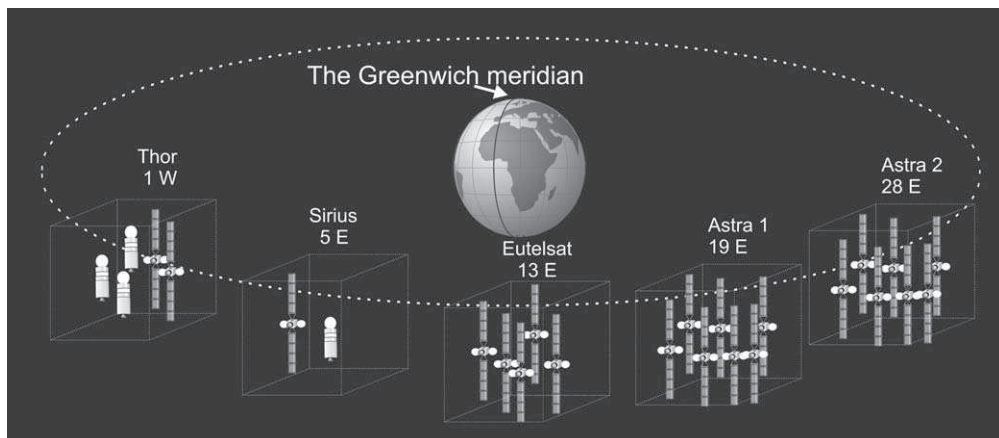 The Greenwich meridian
Thor
1 W
Sirius
5 E
Eutelsat
13 E
Astra 1
19 E
Astra 2
28 E